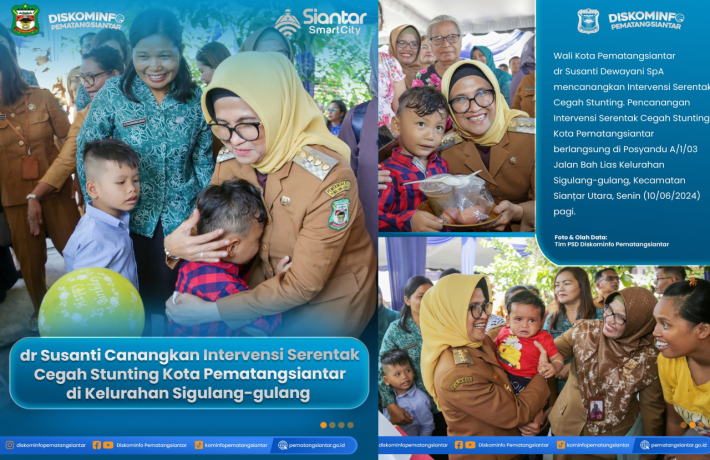 DISKOMINFO
PEMATANGSIANTAR
Siantar
SmartCity
dr Susanti Canangkan Intervensi Serentak
Cegah Stunting Kota Pematangsiantar
di Kelurahan Sigulang-gulang
diskominfopematangsiantar
Diskominfo Pematangsiantar
kominfopematangsiantar
pematangsiantar.go.id
DISKOMINFO
PEMATANGSIANTAR
Wali Kota Pematangsiantar
dr Susanti Dewayani SpA
mencanangkan Intervensi Serentak
Cegah Stunting. Pencanangan
Intervensi Serentak Cegah Stunting
Kota Pematangsiantar
berlangsung di Posyandu A/1/03
Jalan Bah Lias Kelurahan
Sigulang-gulang, Kecamatan
Siantar Utara, Senin (10/06/2024)
pagi.
Foto & Olah Data:
Tim PSD Diskominfo Pematangsiantar
diskominfopematangsiantar
Diskominfo Pematangsiantar
kominfopematangsiantar
pematangsiantar.go.id